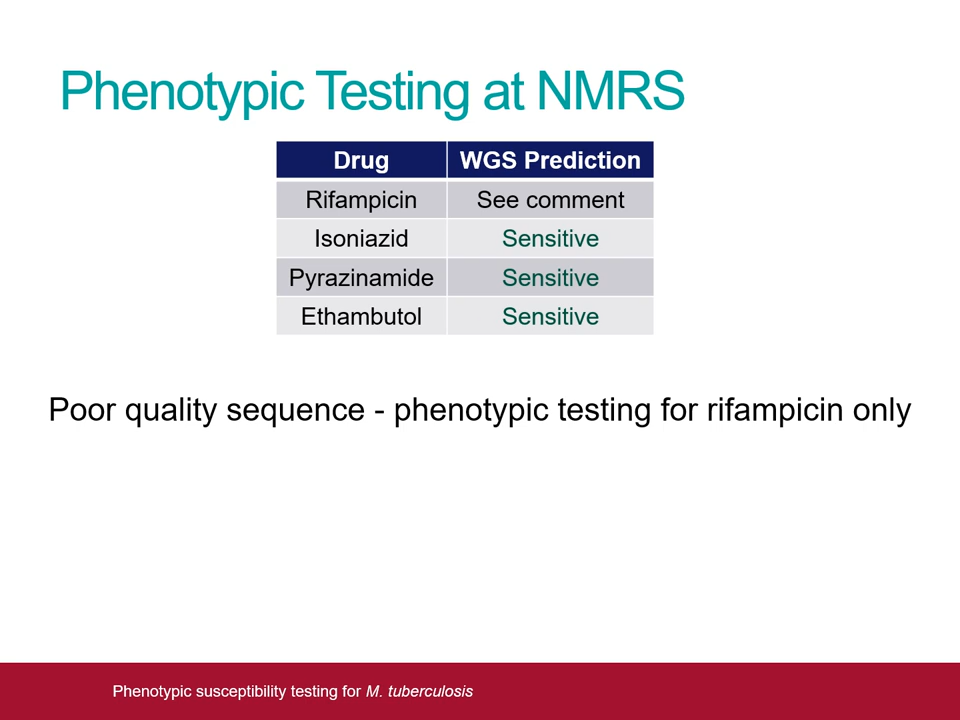 Phenotypic Testing at NMRS
Drug WGS Prediction
Rifampicin See comment
Isoniazid Sensitive
Pyrazinamide Sensitive
Ethambutol Sensitive
Poor quality sequence - phenotypic testing for rifampicin only
Phenotypic susceptibility testing for M. tuberculosis